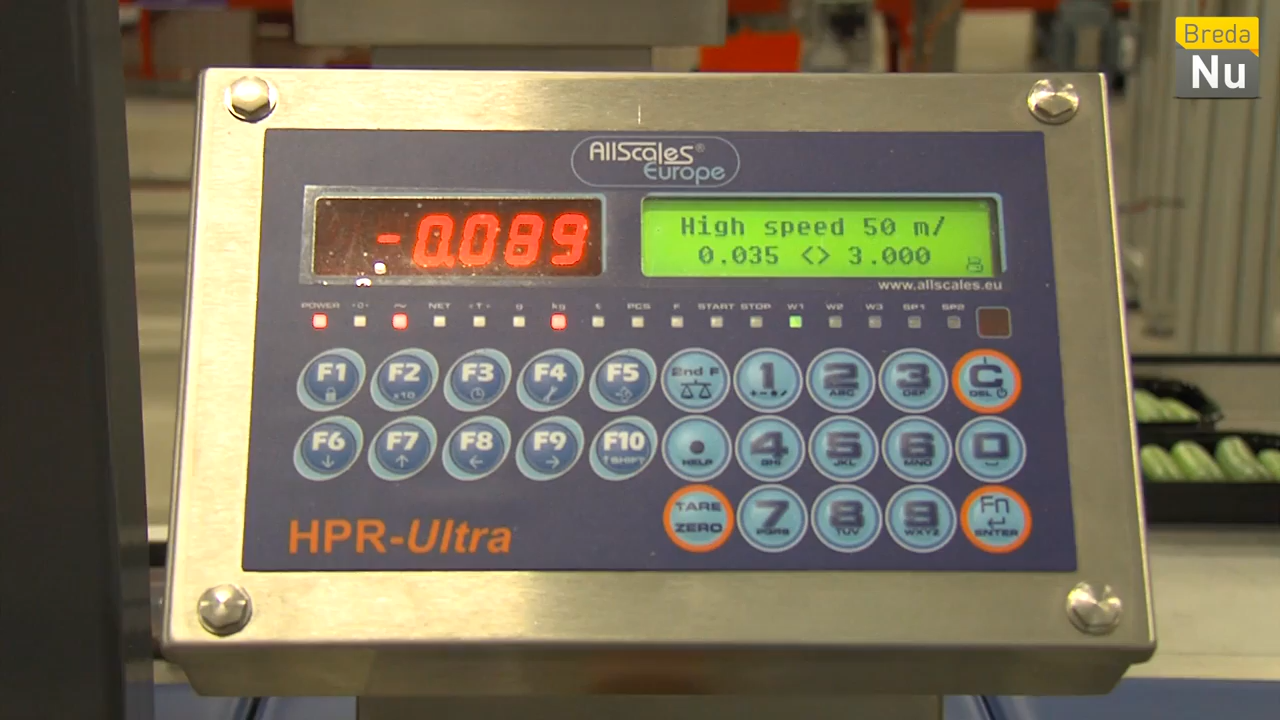 Breda
Nu
AllScales®
Europe
-0.089
High speed 50 m/
0.035 <> 3.000
www.allscales.eu
POWER ·0· ~ NET ‹T› g kg t PCS F START STOP W1 W2 W3 SP1 SP2
F1 F2 x10 F3 F4 F5 2nd F 1 +-*/ 2 ABC 3 DEF C DEL
F6 ↓ F7 ↑ F8 ← F9 → F10 ↑SHIFT • HELP 4 GHI 5 JKL 6 MNO 0
TARE ZERO 7 PQRS 8 TUV 9 WXYZ Fn ENTER
HPR-Ultra